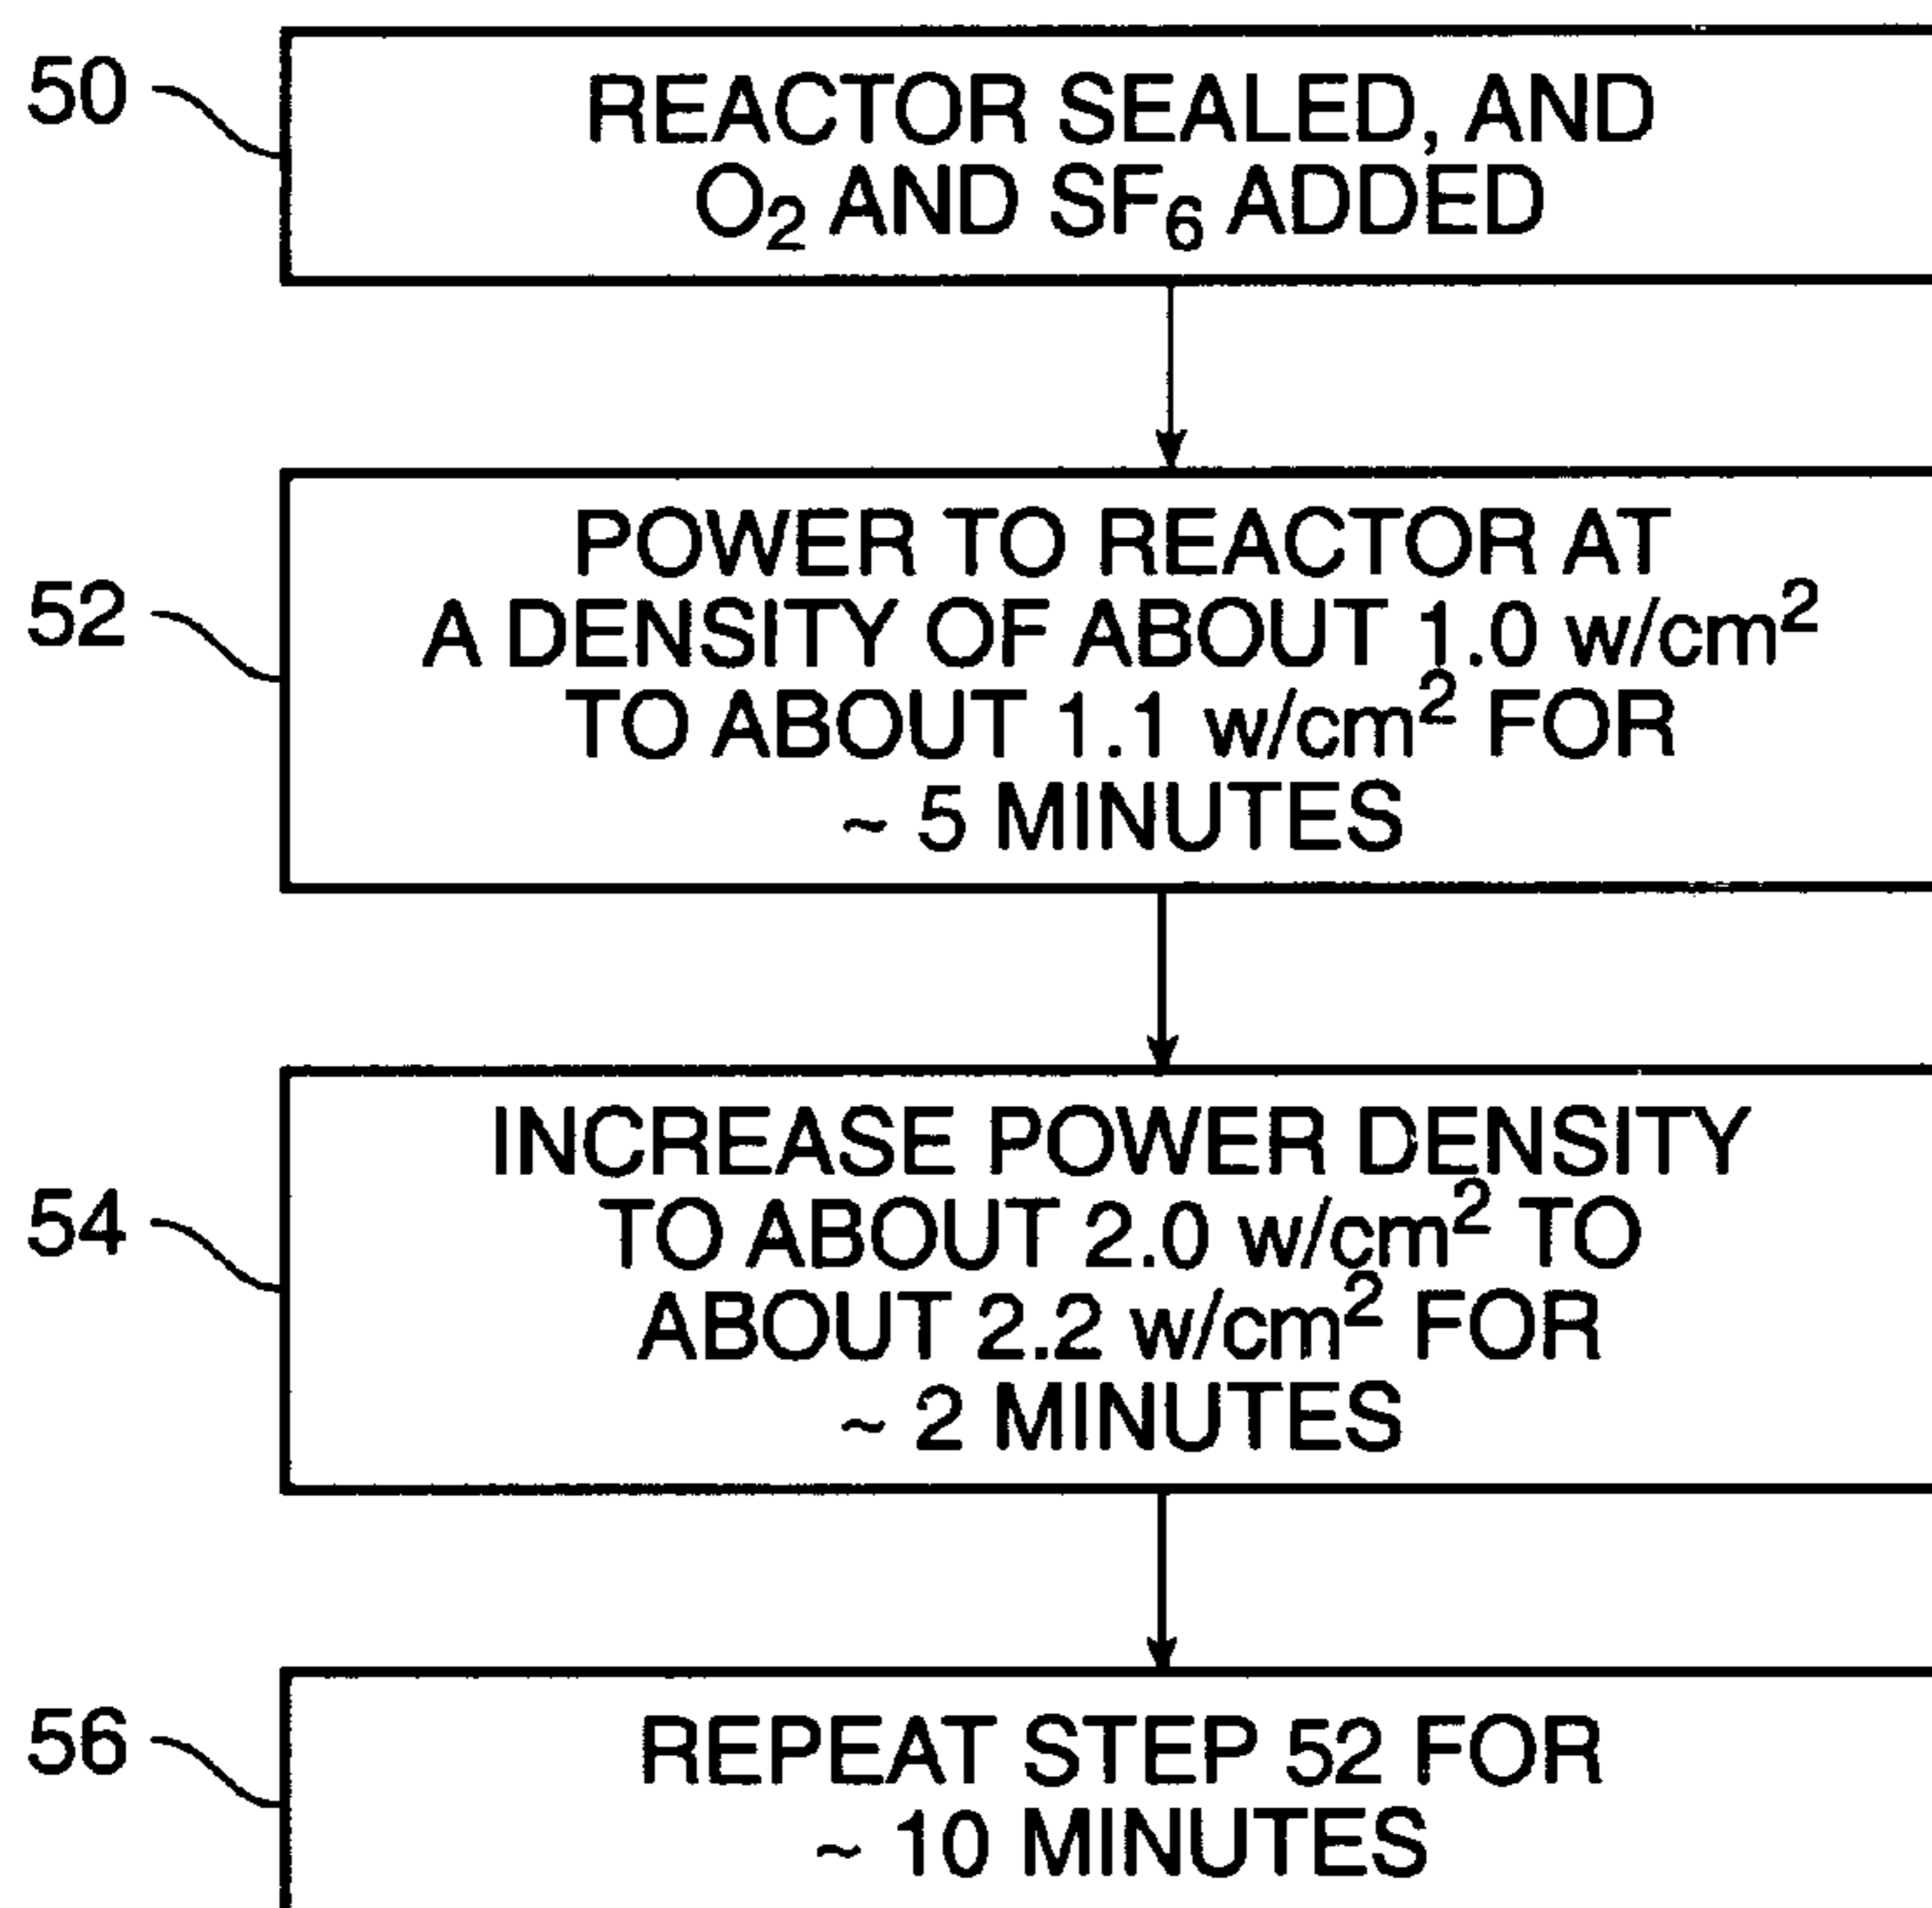 50
REACTOR SEALED, AND
O₂ AND SF₆ ADDED
52
POWER TO REACTOR AT
A DENSITY OF ABOUT 1.0 w/cm²
TO ABOUT 1.1 w/cm² FOR
~ 5 MINUTES
54
INCREASE POWER DENSITY
TO ABOUT 2.0 w/cm² TO
ABOUT 2.2 w/cm² FOR
~ 2 MINUTES
56
REPEAT STEP 52 FOR
~ 10 MINUTES